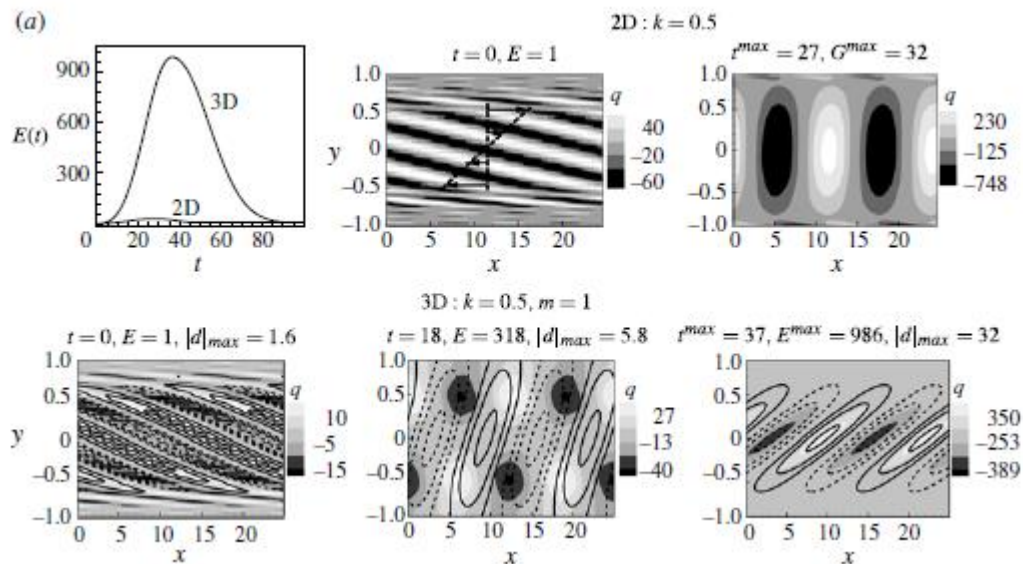 (a)
2D : k = 0.5
t = 0, E = 1
t^max = 27, G^max = 32
900
600
300
E(t)
3D
2D
0 20 40 60 80
t
1.0
0.5
0
−0.5
−1.0
y
0 5 10 15 20
x
q
40
−20
−60
1.0
0.5
0
−0.5
−1.0
0 5 10 15 20
x
q
230
−125
−748
3D : k = 0.5, m = 1
t = 0, E = 1, |d|max = 1.6
t = 18, E = 318, |d|max = 5.8
t^max = 37, E^max = 986, |d|max = 32
1.0
0.5
0
−0.5
−1.0
y
0 5 10 15 20
x
q
10
−5
−15
1.0
0.5
0
−0.5
−1.0
0 5 10 15 20
x
q
27
−13
−40
1.0
0.5
0
−0.5
−1.0
0 5 10 15 20
x
q
350
−253
−389